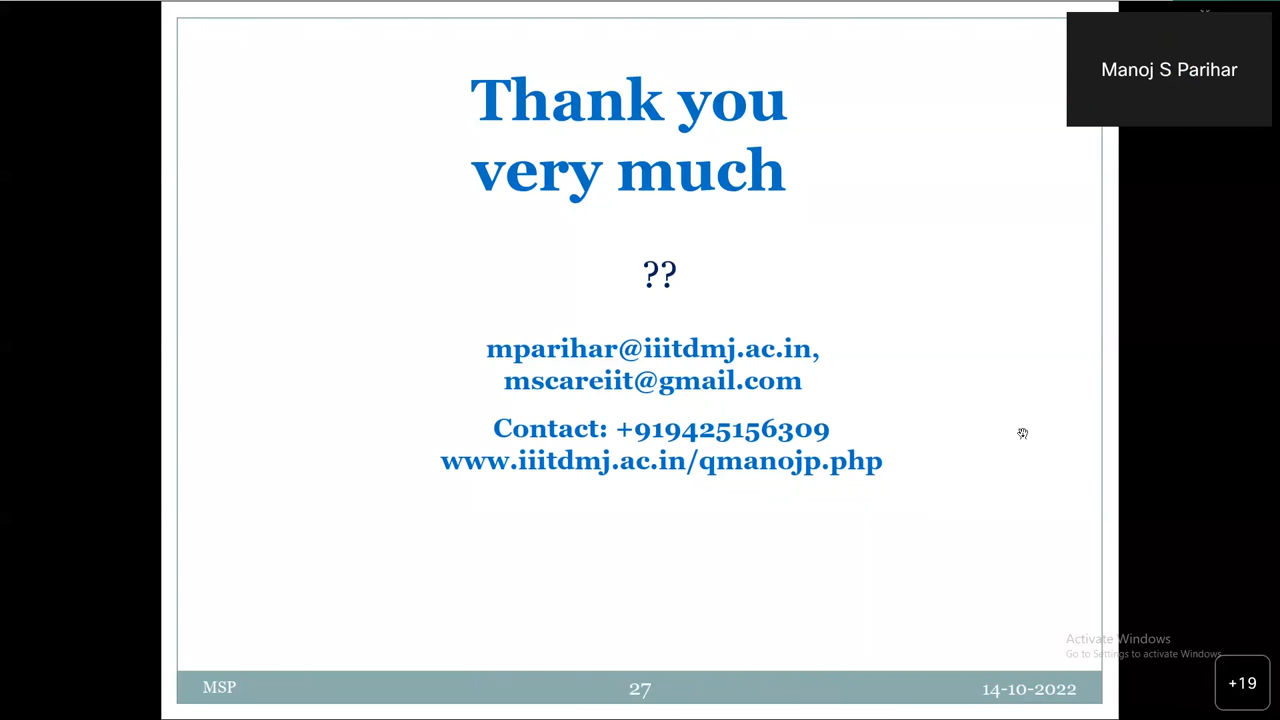 Manoj S Parihar
Thank you
very much
??
mparihar@iiitdmj.ac.in,
mscareiit@gmail.com
Contact: +919425156309
www.iiitdmj.ac.in/qmanojp.php
Activate Windows
Go to Settings to activate Windows.
MSP
27
14-10-2022
+19